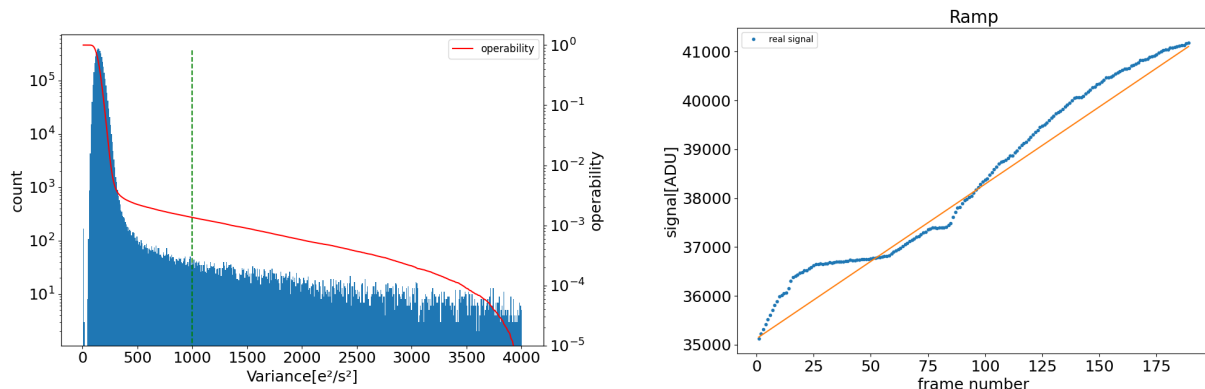 operability
count
10⁵
10⁴
10³
10²
10¹
10⁰
10⁻¹
10⁻²
10⁻³
10⁻⁴
10⁻⁵
operability
0 500 1000 1500 2000 2500 3000 3500 4000
Variance[e²/s²]
Ramp
real signal
signal[ADU]
41000
40000
39000
38000
37000
36000
35000
0 25 50 75 100 125 150 175
frame number